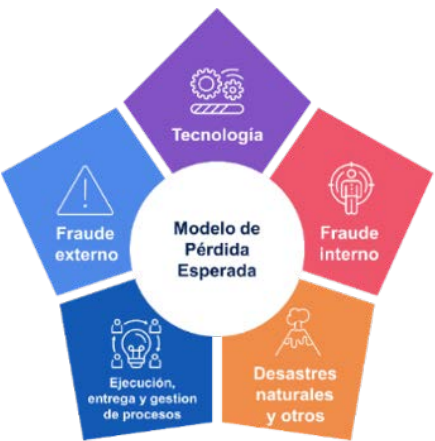 Tecnología
Fraude
externo
Modelo de
Pérdida
Esperada
Fraude
interno
Ejecución,
entrega y gestion
de procesos
Desastres
naturales
y otros